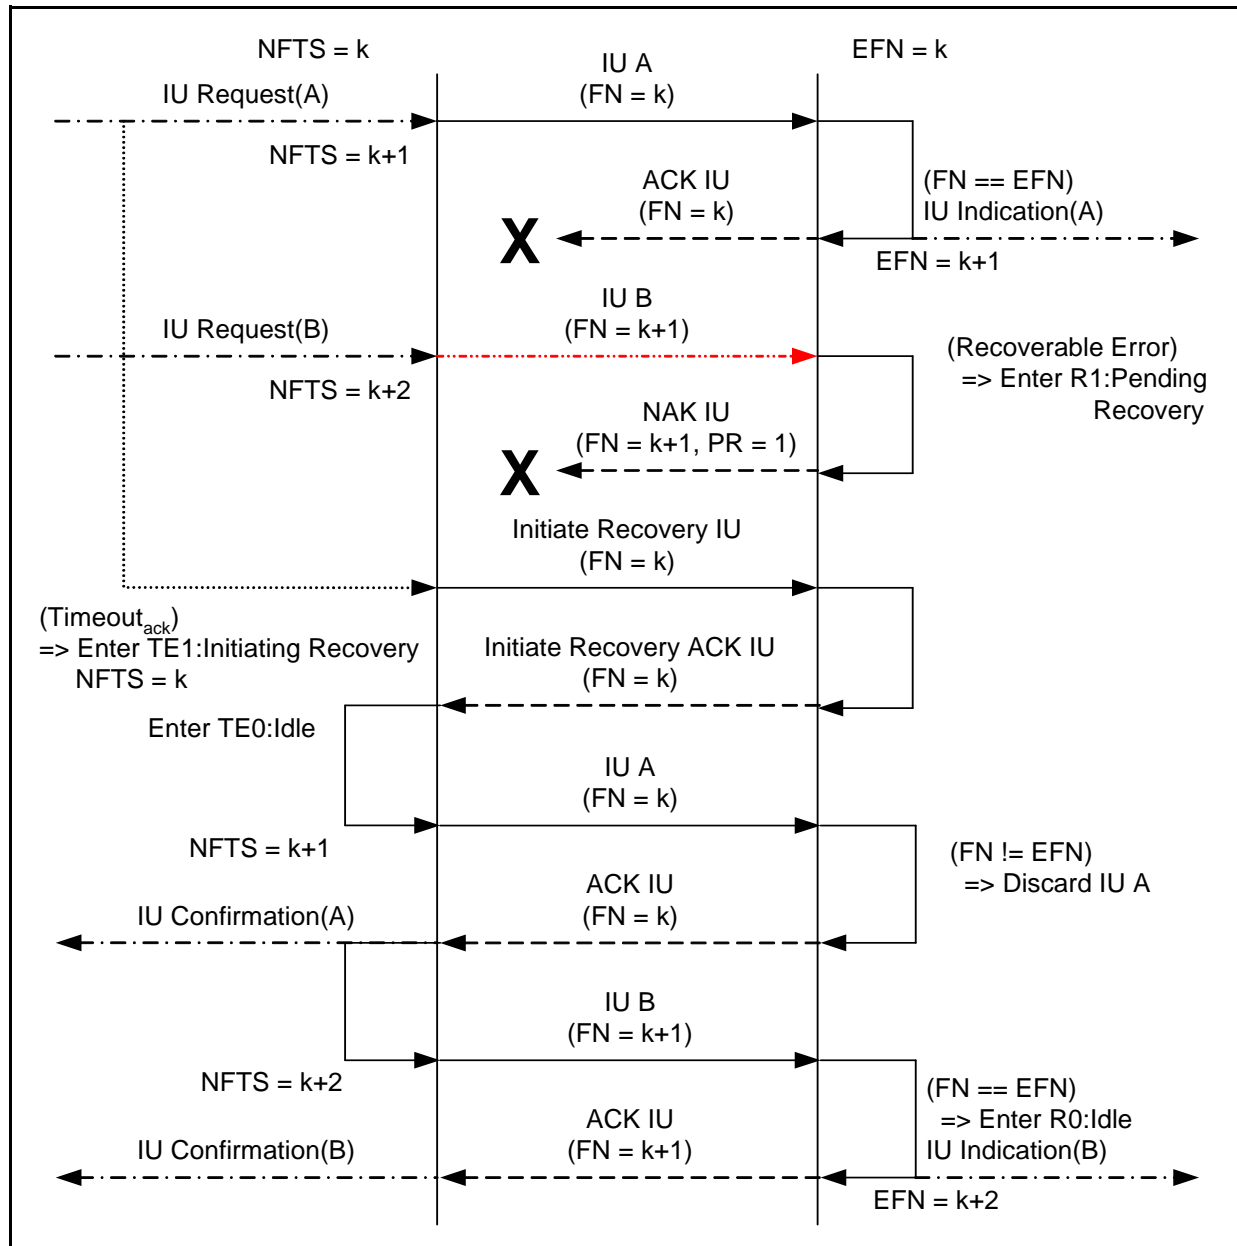 NFTS = k
EFN = k
IU A
(FN = k)
IU Request(A)
NFTS = k+1
ACK IU
(FN = k)
(FN == EFN)
IU Indication(A)
X
EFN = k+1
IU B
(FN = k+1)
IU Request(B)
NFTS = k+2
(Recoverable Error)
=> Enter R1:Pending
Recovery
NAK IU
(FN = k+1, PR = 1)
X
Initiate Recovery IU
(FN = k)
(Timeoutack)
=> Enter TE1:Initiating Recovery
NFTS = k
Initiate Recovery ACK IU
(FN = k)
Enter TE0:Idle
IU A
(FN = k)
NFTS = k+1
(FN != EFN)
=> Discard IU A
ACK IU
(FN = k)
IU Confirmation(A)
IU B
(FN = k+1)
NFTS = k+2
(FN == EFN)
=> Enter R0:Idle
IU Indication(B)
ACK IU
(FN = k+1)
IU Confirmation(B)
EFN = k+2